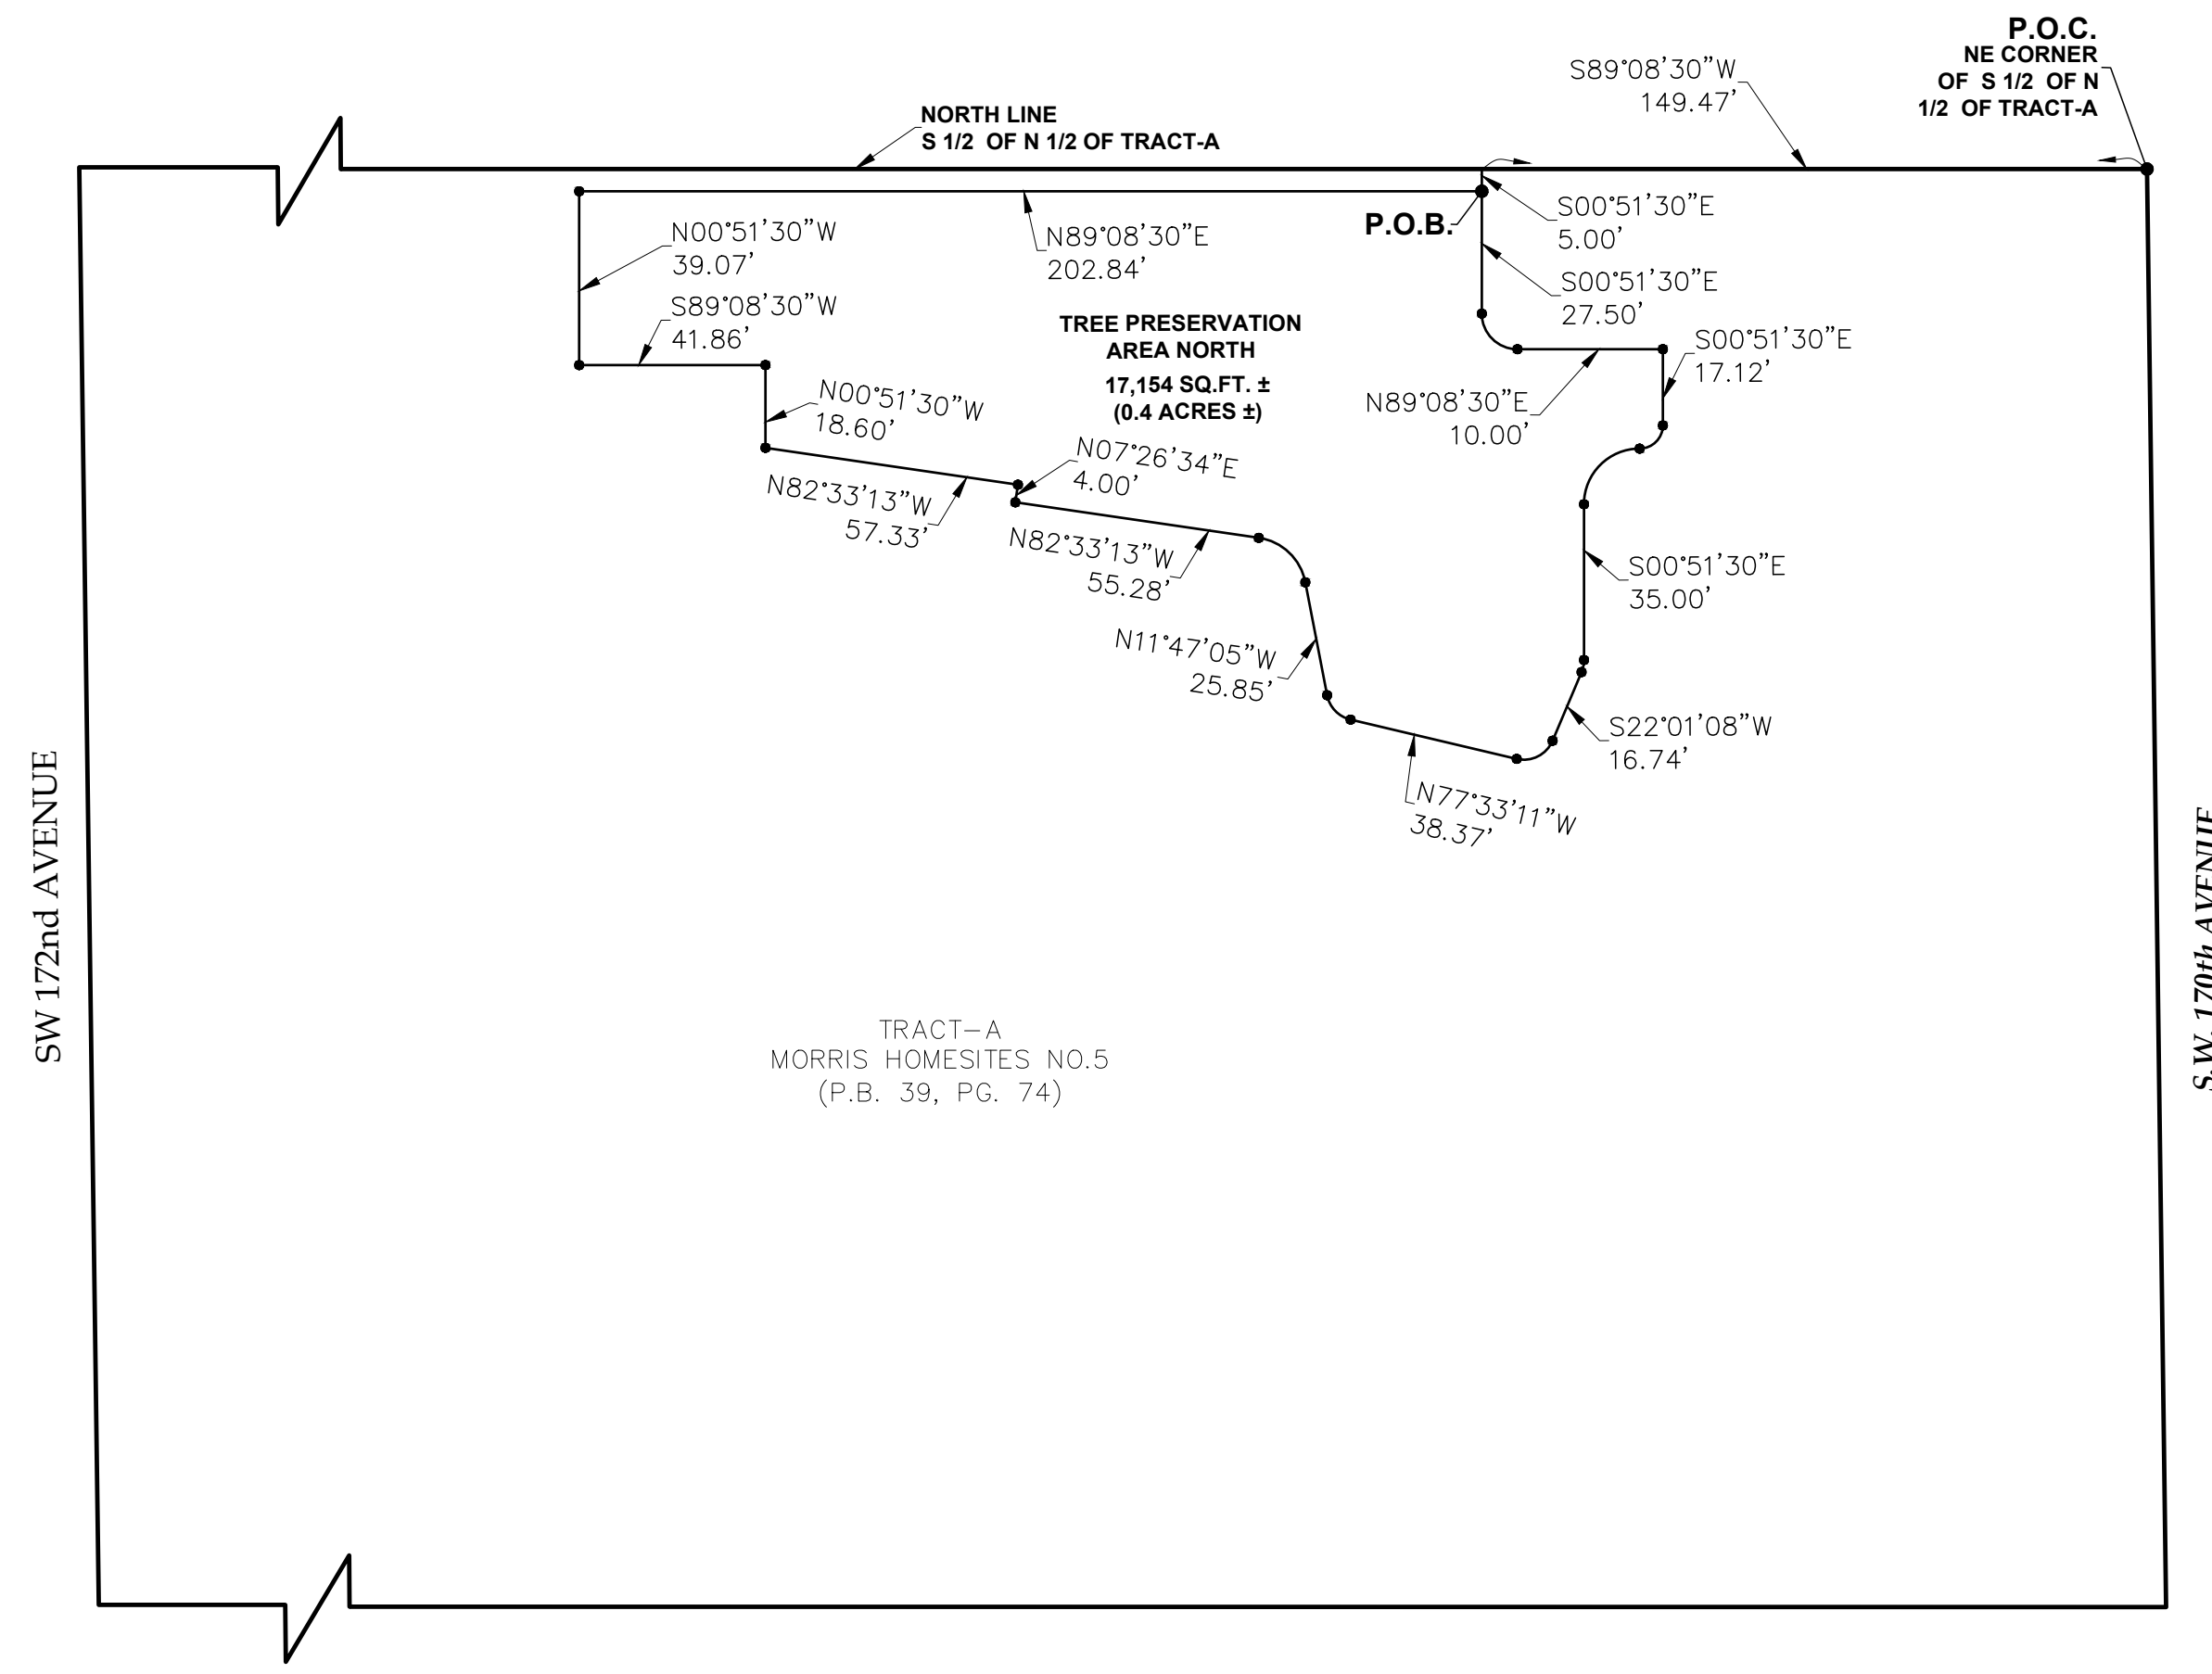 P.O.C.
NE CORNER
OF S 1/2 OF N
1/2 OF TRACT-A
S89°08'30"W
149.47'
NORTH LINE
S 1/2 OF N 1/2 OF TRACT-A
S00°51'30"E
5.00'
P.O.B.
N00°51'30"W
39.07'
N89°08'30"E
202.84'
S00°51'30"E
27.50'
S89°08'30"W
41.86'
TREE PRESERVATION
AREA NORTH
17,154 SQ.FT. ±
(0.4 ACRES ±)
S00°51'30"E
17.12'
N00°51'30"W
18.60'
N89°08'30"E
10.00'
N07°26'34"E
4.00'
N82°33'13"W
57.33'
N82°33'13"W
55.28'
S00°51'30"E
35.00'
N11°47'05"W
25.85'
S22°01'08"W
16.74'
N77°33'11"W
38.37'
SW 172nd AVENUE
S.W. 170th AVENUE
TRACT-A
MORRIS HOMESITES NO.5
(P.B. 39, PG. 74)